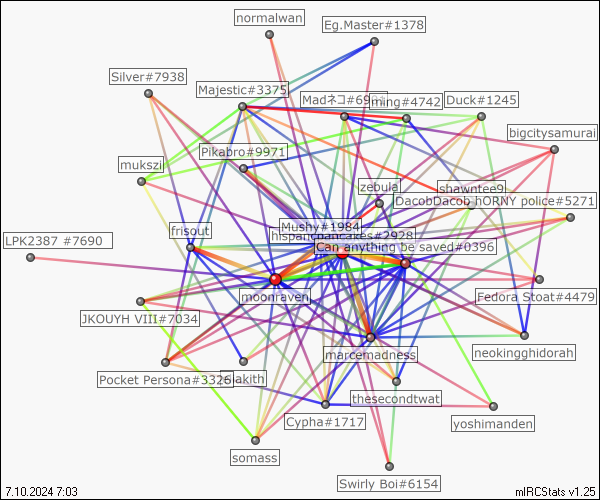 normalwan
Eg.Master#1378
Silver#7938
Majestic#3375
Madネコ#69
ming#4742
Duck#1245
bigcitysamurai
Pikabro#9971
mukszi
zebula
shawntee9
DacobDacob
HORNY police#5271
Mushy#1984
frisout
hispanchancakes#2928
LPK2387 #7690
Can anything be saved#0396
moonraven
Fedora Stoat#4479
JKOUYH VIII#7034
marcemadness
neokingghidorah
Pocket Persona#3326
lakith
thesecondtwat
Cypha#1717
yoshimanden
somass
Swirly Boi#6154
7.10.2024 7:03
mIRCStats v1.25